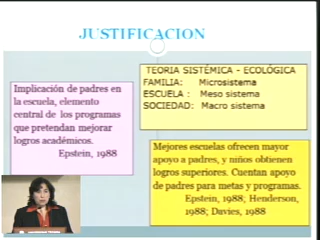 JUSTIFICACION
TEORIA SISTÉMICA - ECOLÓGICA
FAMILIA: Microsistema
ESCUELA : Meso sistema
SOCIEDAD: Macro sistema
Implicación de padres en
la escuela, elemento
central de los programas
que pretendan mejorar
logros académicos.
Epstein, 1988
Mejores escuelas ofrecen mayor
apoyo a padres, y niños obtienen
logros superiores. Cuentan apoyo
de padres para metas y programas.
Epstein, 1988; Henderson,
1988; Davies, 1988